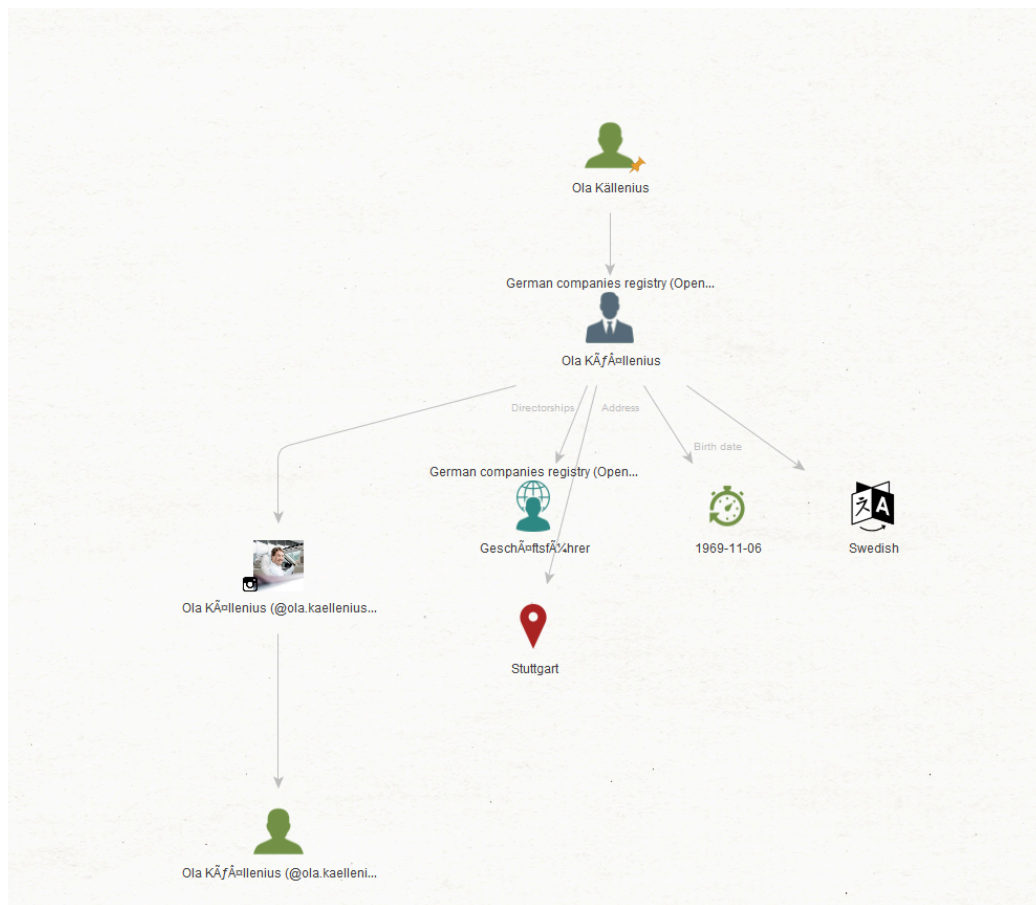 Ola Källenius
German companies registry (Open...
Ola KÃƒÂ¤llenius
Directorships
Address
Birth date
German companies registry (Open...
GeschÃ¤ftsfÃ¼hrer
1969-11-06
Swedish
Ola KÃ¤llenius (@ola.kaellenius...
Stuttgart
Ola KÃƒÂ¤llenius (@ola.kaelleni...